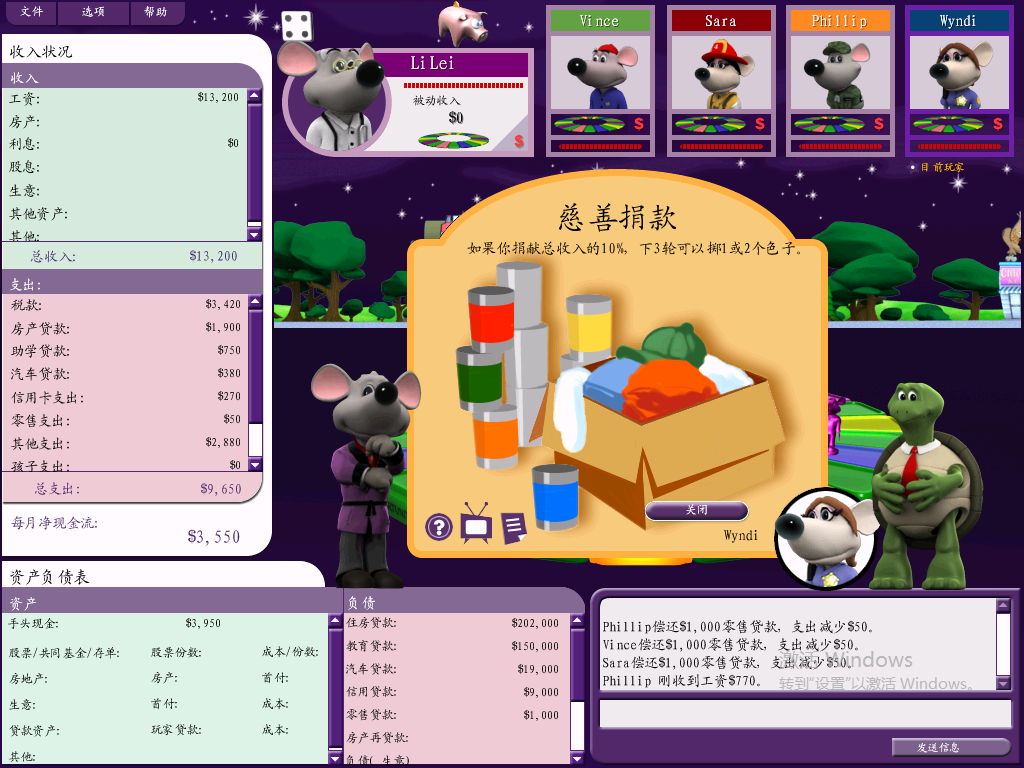 文件 选项 帮助
收入状况
收入
工资: $13,200
房产:
利息: $0
股息:
生意:
其他资产:
其他:
总收入: $13,200
支出:
税款: $3,420
房产贷款: $1,900
助学贷款: $750
汽车贷款: $380
信用卡支出: $270
零售支出: $50
其他支出: $2,880
孩子支出: $0
总支出: $9,650
每月净现金流:
$3,550
LiLei
被动收入
$0
$
Vince
$
Sara
$
Phillip
$
Wyndi
$
目前玩家
慈善捐款
如果你捐献总收入的10%, 下3轮可以掷1或2个色子。
?
关闭
Wyndi
资产负债表
资产
手头现金: $3,950
股票/共同基金/存单: 股票份数: 成本/份数:
房地产: 房产: 首付:
生意: 首付: 成本:
贷款资产: 玩家贷款: 成本:
其他:
负债
住房贷款: $202,000
教育贷款: $150,000
汽车贷款: $19,000
信用贷款: $9,000
零售贷款: $1,000
房产再贷款:
负债( 生意)
Phillip偿还$1,000零售贷款, 支出减少$50。
Vince偿还$1,000零售贷款, 支出减少$50。
Sara偿还$1,000零售贷款, 支出减少$50。
Phillip 刚收到工资$770。
激活 Windows
转到"设置"以激活 Windows。
发送信息